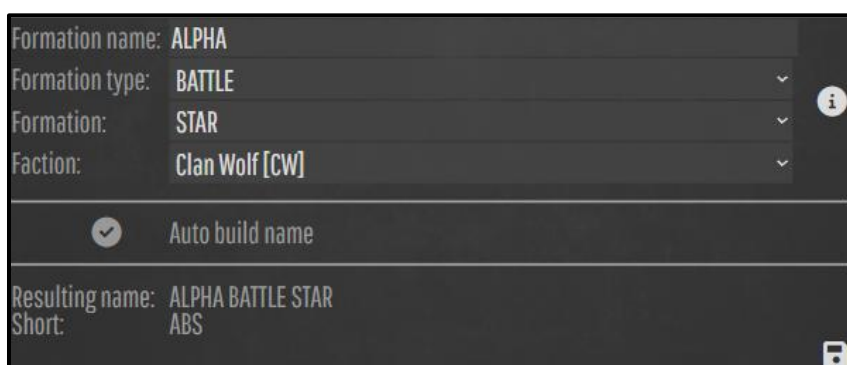 Formation name: ALPHA
Formation type: BATTLE
Formation: STAR
Faction: Clan Wolf [CW]
Auto build name
Resulting name: ALPHA BATTLE STAR
Short: ABS